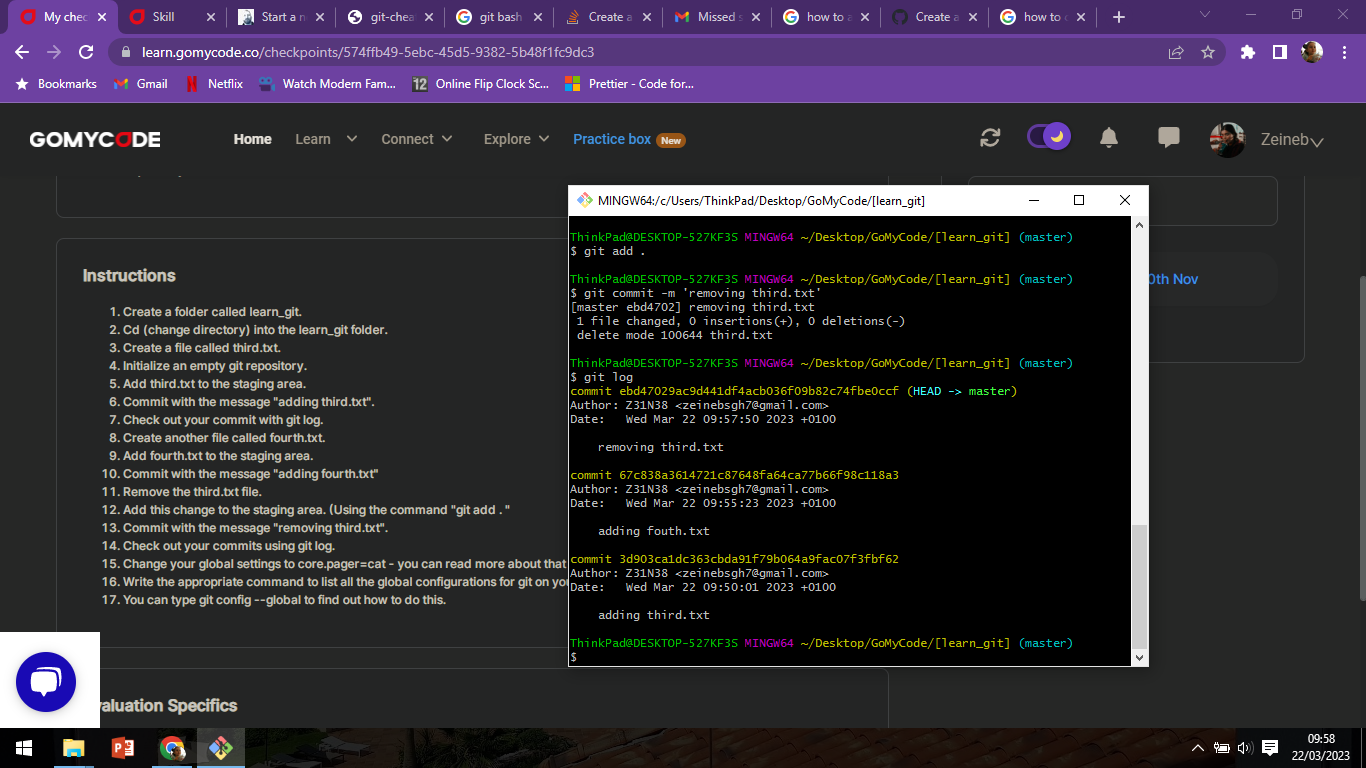 My chec
Skill
Start a n
git-chea
git bash
Create a
Missed s
how to a
Create a
how to c
learn.gomycode.co/checkpoints/574ffb49-5ebc-45d5-9382-5b48f1fc9dc3
Bookmarks
Gmail
Netflix
Watch Modern Fam...
Online Flip Clock Sc...
Prettier - Code for...
GOMYCODE
Home
Learn
Connect
Explore
Practice box New
Zeineb
0th Nov
Instructions
1. Create a folder called learn_git.
2. Cd (change directory) into the learn_git folder.
3. Create a file called third.txt.
4. Initialize an empty git repository.
5. Add third.txt to the staging area.
6. Commit with the message "adding third.txt".
7. Check out your commit with git log.
8. Create another file called fourth.txt.
9. Add fourth.txt to the staging area.
10. Commit with the message "adding fourth.txt"
11. Remove the third.txt file.
12. Add this change to the staging area. (Using the command "git add . "
13. Commit with the message "removing third.txt".
14. Check out your commits using git log.
15. Change your global settings to core.pager=cat - you can read more about that
16. Write the appropriate command to list all the global configurations for git on you
17. You can type git config --global to find out how to do this.
valuation Specifics
MINGW64:/c/Users/ThinkPad/Desktop/GoMyCode/[learn_git]
ThinkPad@DESKTOP-527KF3S MINGW64 ~/Desktop/GoMyCode/[learn_git] (master)
$ git add .
ThinkPad@DESKTOP-527KF3S MINGW64 ~/Desktop/GoMyCode/[learn_git] (master)
$ git commit -m 'removing third.txt'
[master ebd4702] removing third.txt
1 file changed, 0 insertions(+), 0 deletions(-)
delete mode 100644 third.txt
ThinkPad@DESKTOP-527KF3S MINGW64 ~/Desktop/GoMyCode/[learn_git] (master)
$ git log
commit ebd47029ac9d441df4acb036f09b82c74fbe0ccf (HEAD -> master)
Author: Z31N38 <zeinebsgh7@gmail.com>
Date: Wed Mar 22 09:57:50 2023 +0100
removing third.txt
commit 67c838a3614721c87648fa64ca77b66f98c118a3
Author: Z31N38 <zeinebsgh7@gmail.com>
Date: Wed Mar 22 09:55:23 2023 +0100
adding fouth.txt
commit 3d903ca1dc363cbda91f79b064a9fac07f3fbf62
Author: Z31N38 <zeinebsgh7@gmail.com>
Date: Wed Mar 22 09:50:01 2023 +0100
adding third.txt
ThinkPad@DESKTOP-527KF3S MINGW64 ~/Desktop/GoMyCode/[learn_git] (master)
$
09:58
22/03/2023